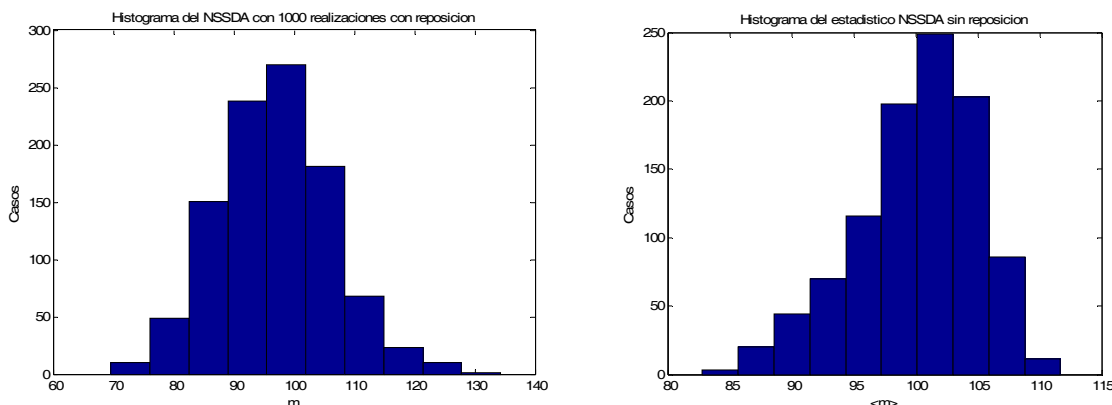 Histograma del NSSDA con 1000 realizaciones con reposicion
300
250
200
150
100
50
0
Casos
60 70 80 90 100 110 120 130 140
m
Histograma del estadistico NSSDA sin reposicion
250
200
150
100
50
0
Casos
80 85 90 95 100 105 110 115
<m>